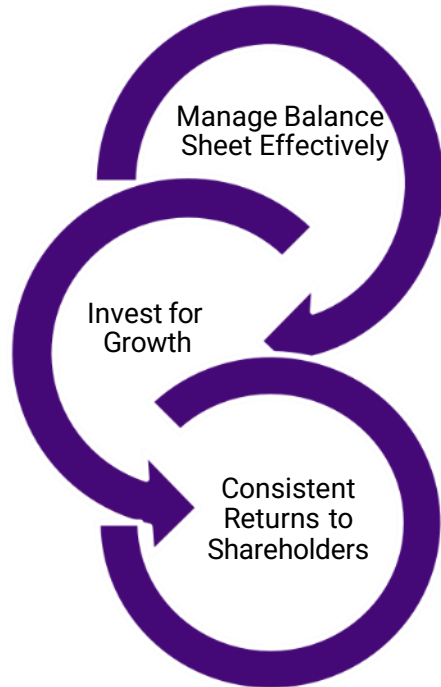 Manage Balance
Sheet Effectively
Invest for
Growth
Consistent
Returns to
Shareholders